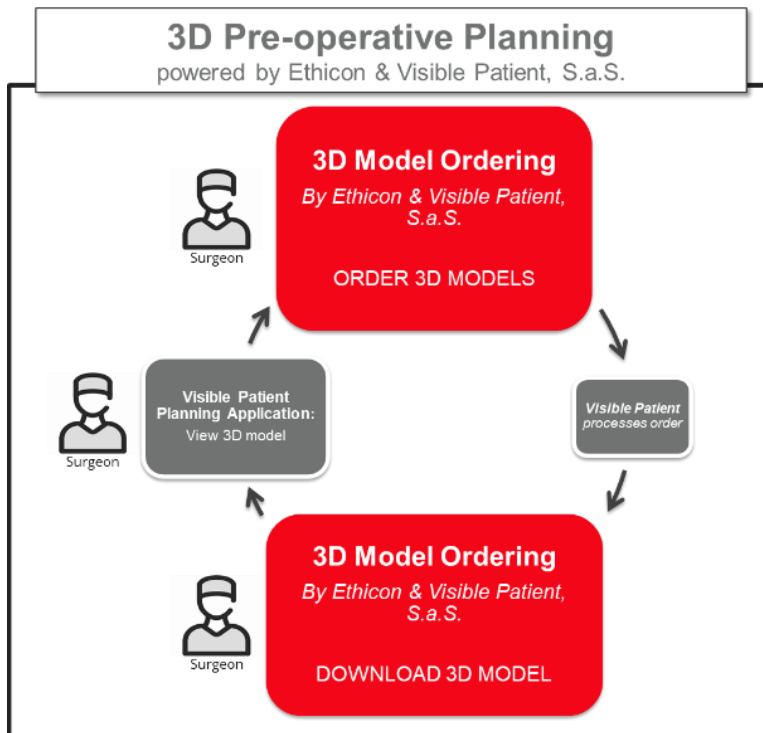 3D Pre-operative Planning
powered by Ethicon & Visible Patient, S.a.S.
3D Model Ordering
By Ethicon & Visible Patient,
S.a.S.
ORDER 3D MODELS
Surgeon
Visible Patient
Planning Application:
View 3D model
Surgeon
Visible Patient
processes order
3D Model Ordering
By Ethicon & Visible Patient,
S.a.S.
DOWNLOAD 3D MODEL
Surgeon